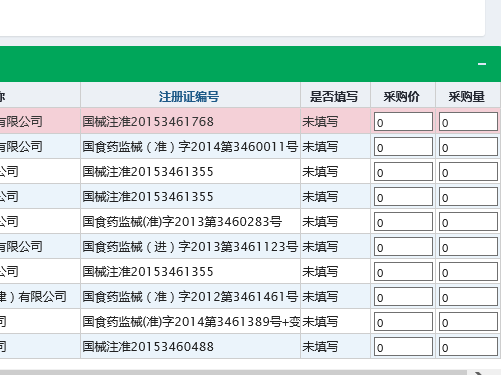 尔 注册证编号 是否填写 采购价 采购量
有限公司 国械注准20153461768 未填写 0 0
有限公司 国食药监械（准）字2014第3460011号 未填写 0 0
公司 国械注准20153461355 未填写 0 0
公司 国械注准20153461355 未填写 0 0
公司 国食药监械(准)字2013第3460283号 未填写 0 0
有限公司 国食药监械（进）字2013第3461123号 未填写 0 0
公司 国械注准20153461355 未填写 0 0
津）有限公司 国食药监械（准）字2012第3461461号 未填写 0 0
司 国食药监械(准)字2014第3461389号+变 未填写 0 0
司 国械注准20153460488 未填写 0 0